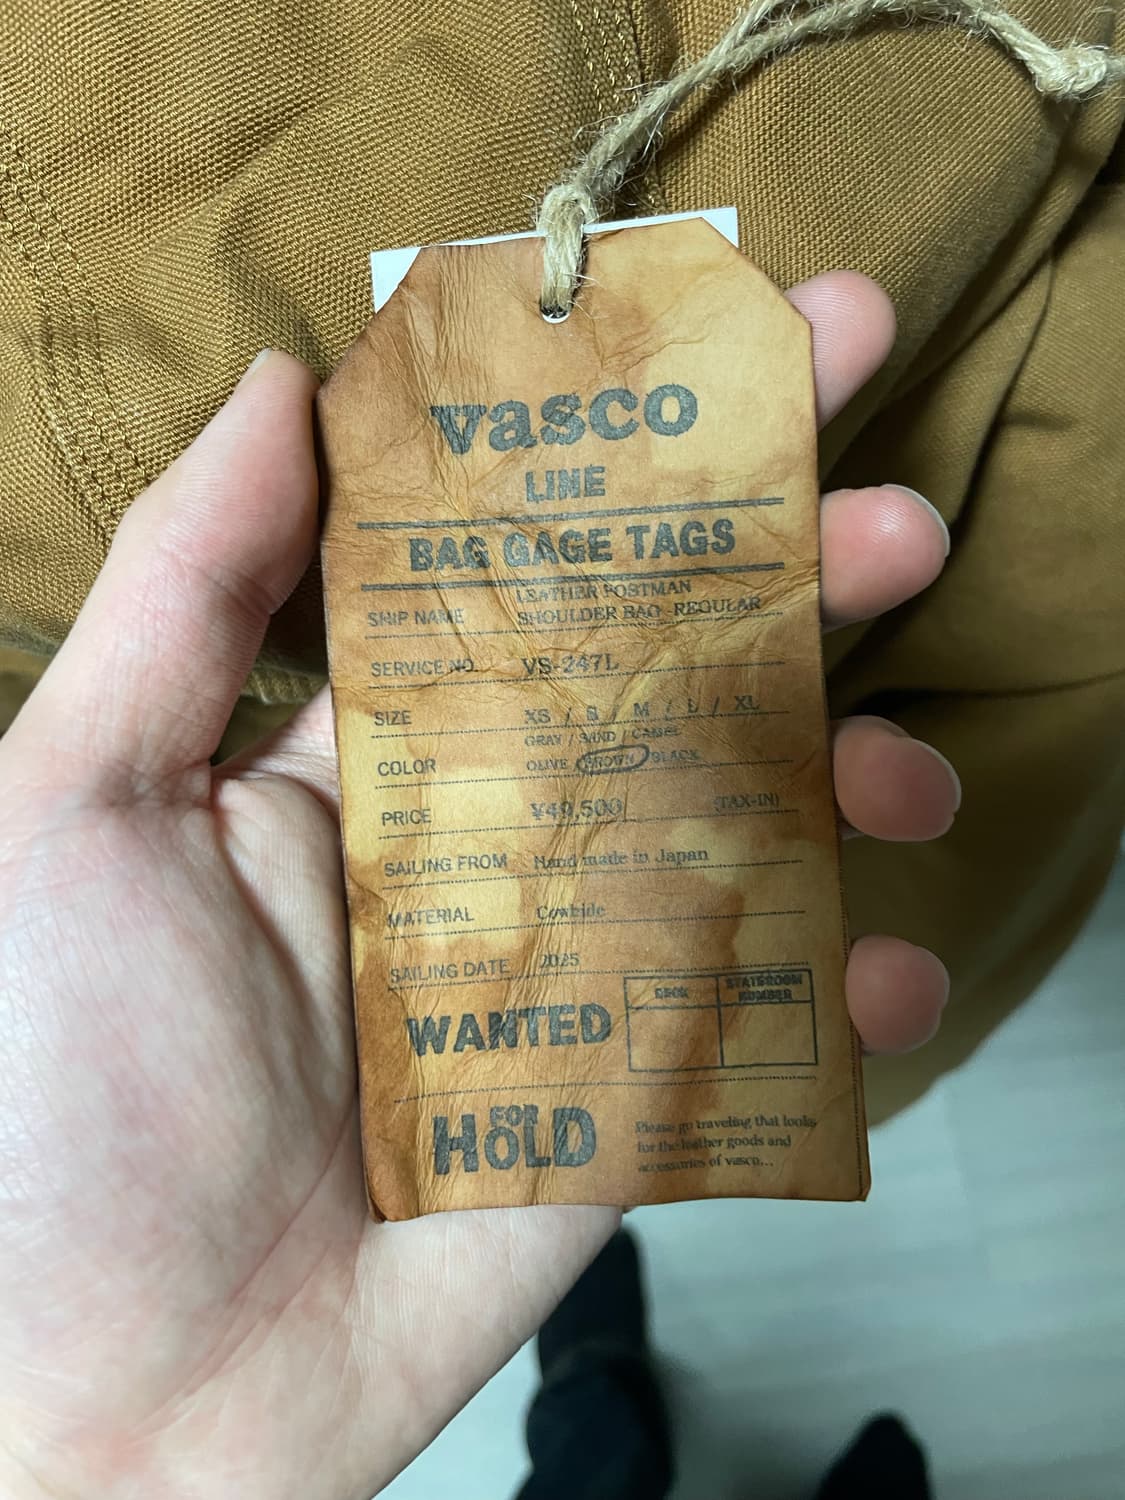 vasco
LINE
BAG GAGE TAGS
SHIP NAME LEATHER POSTMAN
SHOULDER BAG REGULAR
SERVICE NO. VS-247L
SIZE XS / S / M / L / XL
GRAY / SAND / CAMEL
COLOR OLIVE / BROWN / BLACK
PRICE ¥49,500 (TAX-IN)
SAILING FROM Hand made in Japan
MATERIAL Cowhide
SAILING DATE 2025
WANTED
DECK STATEROOM
NUMBER
FOR
HOLD
Please go traveling that looks
for the leather goods and
accessories of vasco...